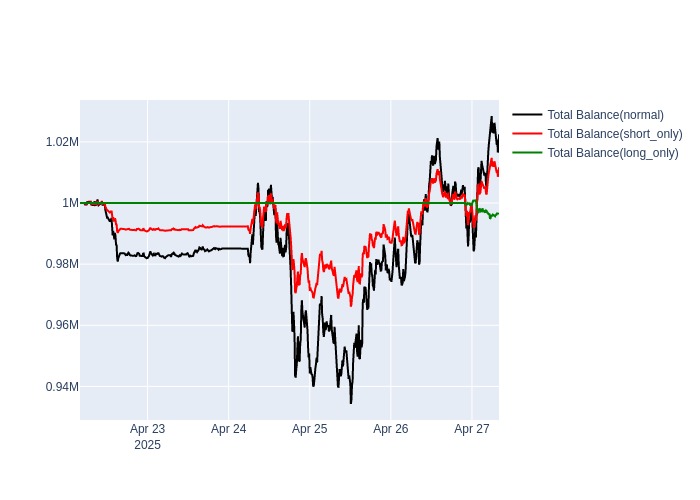 Total Balance(normal)
Total Balance(short_only)
Total Balance(long_only)
1.02M
1M
0.98M
0.96M
0.94M
Apr 23
2025
Apr 24
Apr 25
Apr 26
Apr 27